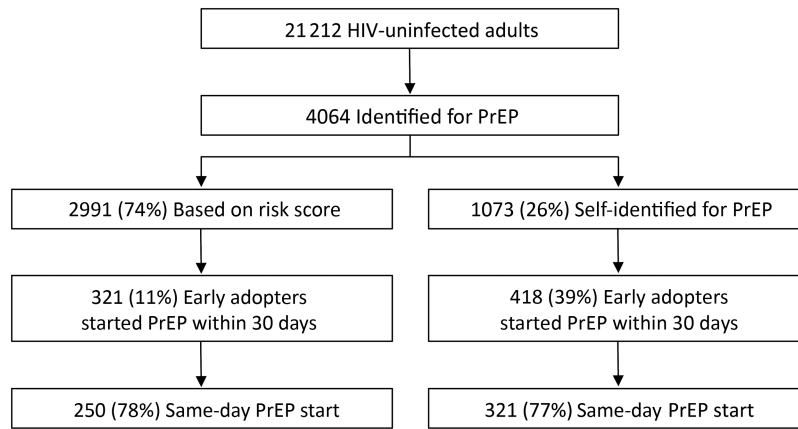 21 212 HIV-uninfected adults
4064 Identified for PrEP
2991 (74%) Based on risk score
1073 (26%) Self-identified for PrEP
321 (11%) Early adopters
started PrEP within 30 days
418 (39%) Early adopters
started PrEP within 30 days
250 (78%) Same-day PrEP start
321 (77%) Same-day PrEP start